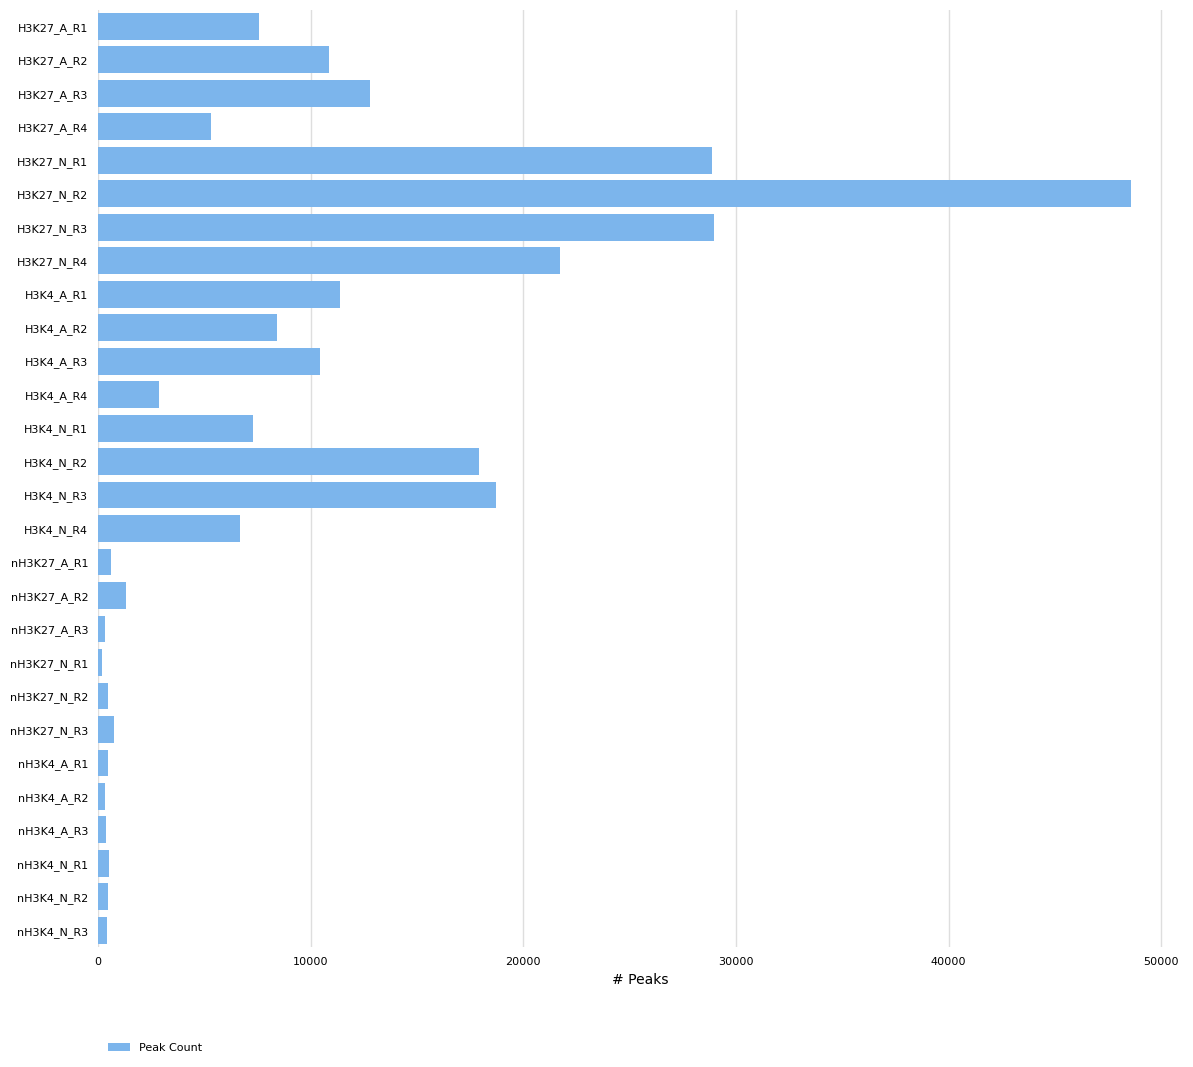 H3K27_A_R1
H3K27_A_R2
H3K27_A_R3
H3K27_A_R4
H3K27_N_R1
H3K27_N_R2
H3K27_N_R3
H3K27_N_R4
H3K4_A_R1
H3K4_A_R2
H3K4_A_R3
H3K4_A_R4
H3K4_N_R1
H3K4_N_R2
H3K4_N_R3
H3K4_N_R4
nH3K27_A_R1
nH3K27_A_R2
nH3K27_A_R3
nH3K27_N_R1
nH3K27_N_R2
nH3K27_N_R3
nH3K4_A_R1
nH3K4_A_R2
nH3K4_A_R3
nH3K4_N_R1
nH3K4_N_R2
nH3K4_N_R3
0 10000 20000 30000 40000 50000
# Peaks
Peak Count